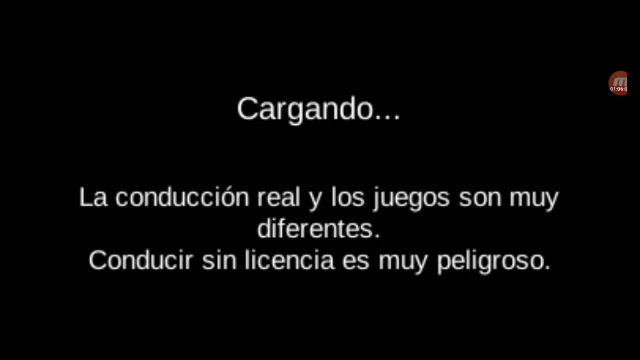 Cargando...
La conducción real y los juegos son muy
diferentes.
Conducir sin licencia es muy peligroso.